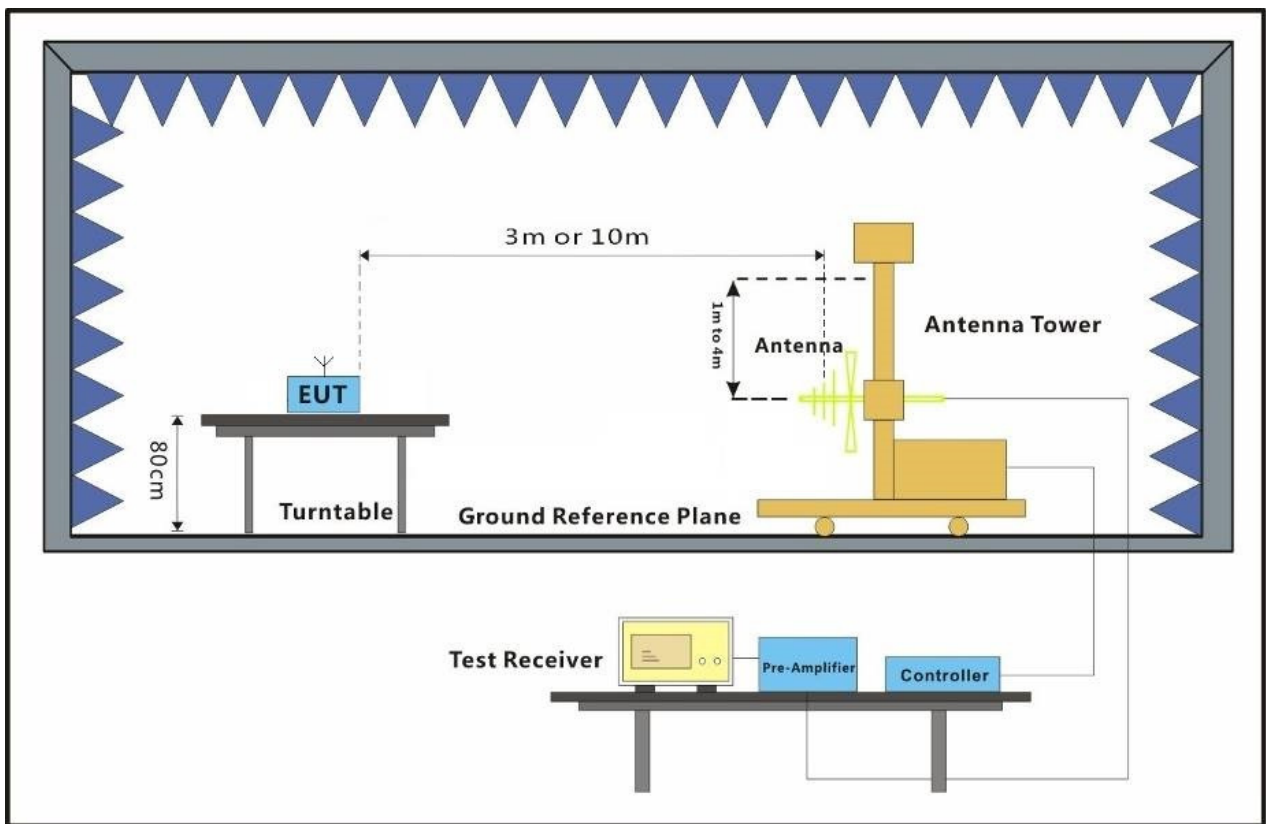 3m or 10m
1m to 4m
Antenna
Antenna Tower
EUT
80cm
Turntable
Ground Reference Plane
Test Receiver
Pre-Amplifier
Controller